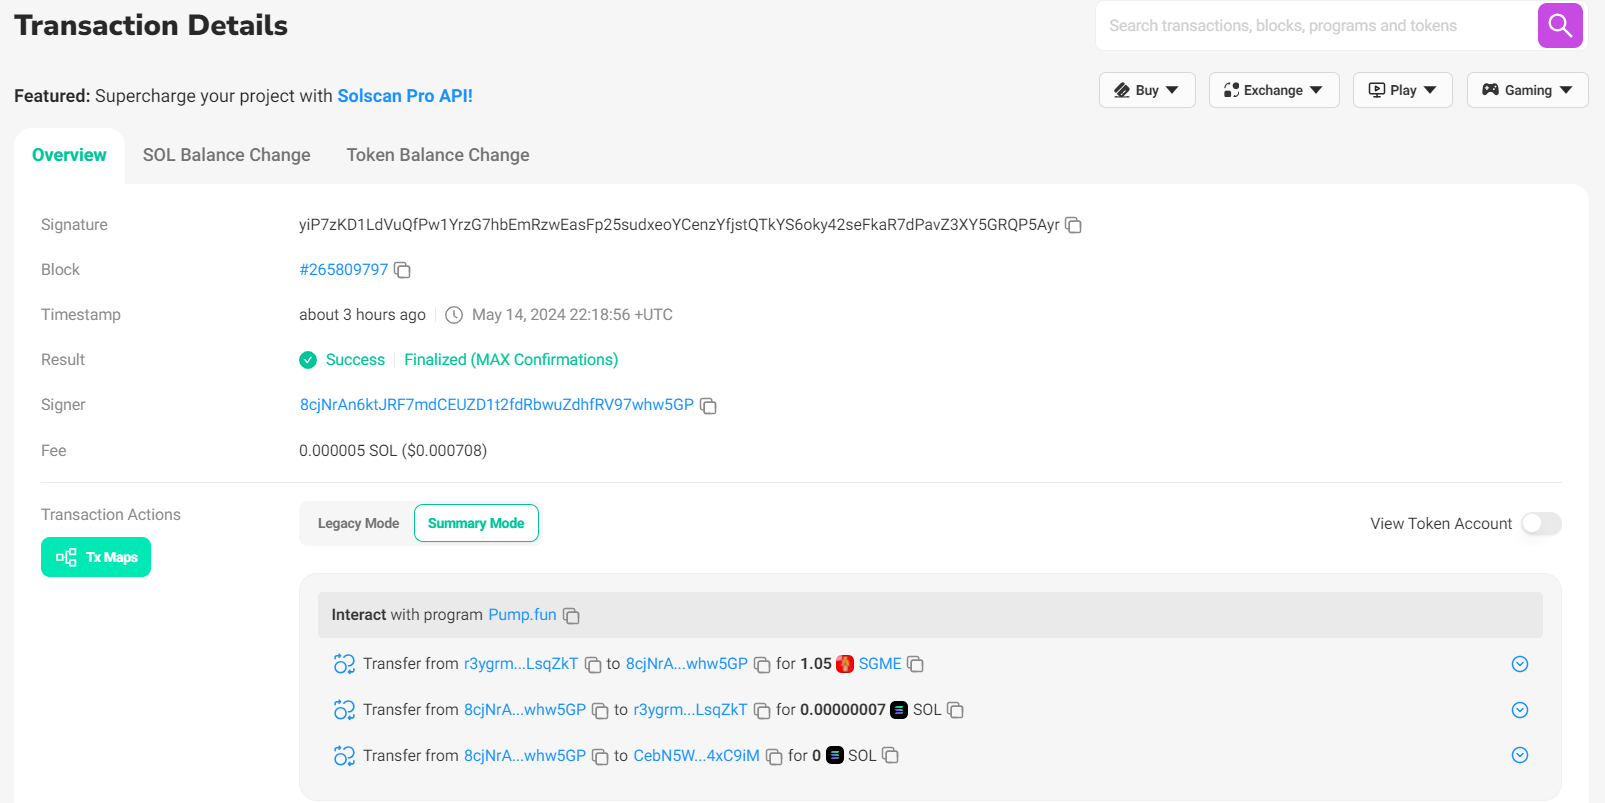 Transaction Details
Search transactions, blocks, programs and tokens
Featured: Supercharge your project with Solscan Pro API!
Buy
Exchange
Play
Gaming
Overview
SOL Balance Change
Token Balance Change
Signature
yiP7zKD1LdVuQfPw1YrzG7hbEmRzwEasFp25sudxeoYCenzYfjstQTkYS6oky42seFkaR7dPavZ3XY5GRQP5Ayr
Block
#265809797
Timestamp
about 3 hours ago
May 14, 2024 22:18:56 +UTC
Result
Success
Finalized (MAX Confirmations)
Signer
8cjNrAn6ktJRF7mdCEUZD1t2fdRbwuZdhfRV97whw5GP
Fee
0.000005 SOL ($0.000708)
Transaction Actions
Tx Maps
Legacy Mode
Summary Mode
View Token Account
Interact with program Pump.fun
Transfer from r3ygrm...LsqZkT to 8cjNrA...whw5GP for 1.05 SGME
Transfer from 8cjNrA...whw5GP to r3ygrm...LsqZkT for 0.00000007 SOL
Transfer from 8cjNrA...whw5GP to CebN5W...4xC9iM for 0 SOL